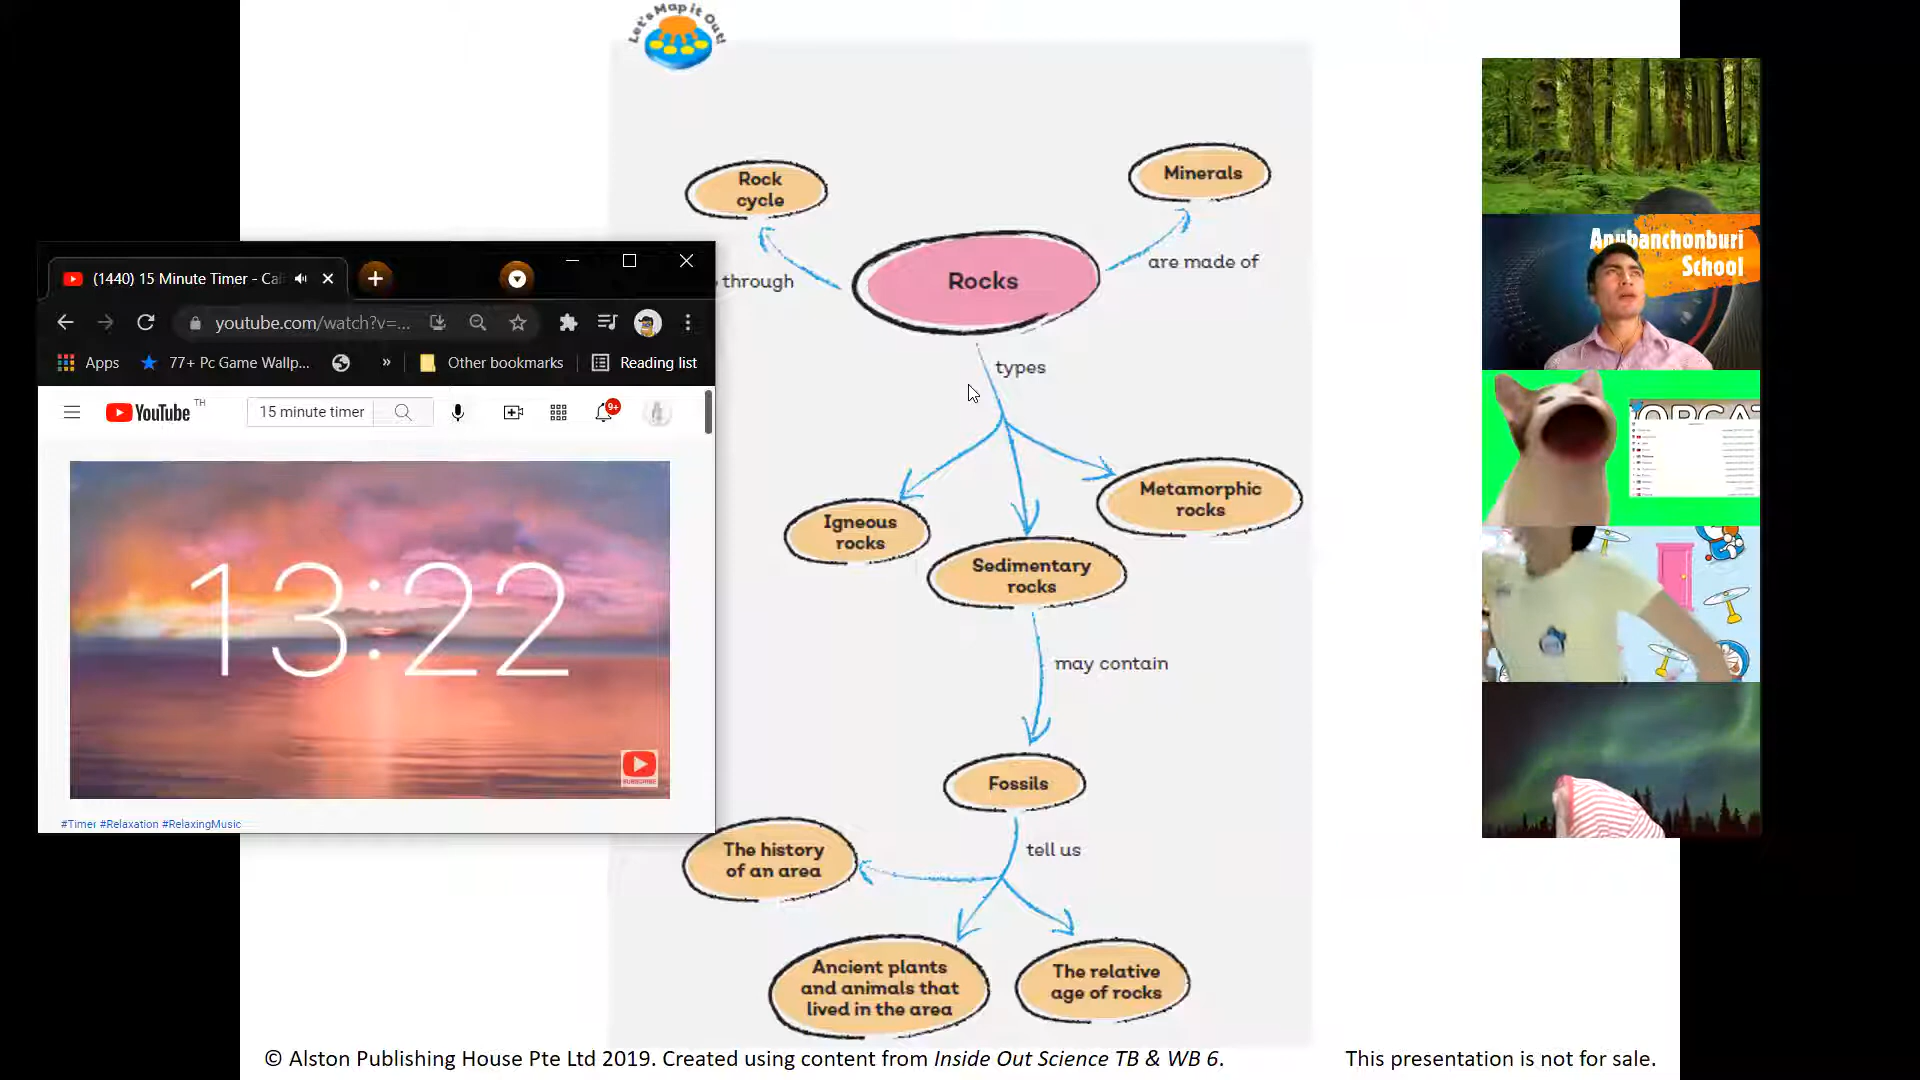 Let's Map it Out!
Rock
cycle
Minerals
Rocks
through
are made of
types
Igneous
rocks
Sedimentary
rocks
Metamorphic
rocks
may contain
Fossils
tell us
The history
of an area
Ancient plants
and animals that
lived in the area
The relative
age of rocks
© Alston Publishing House Pte Ltd 2019. Created using content from Inside Out Science TB & WB 6.
This presentation is not for sale.
(1440) 15 Minute Timer - Cal
youtube.com/watch?v=...
Apps
77+ Pc Game Wallp...
»
Other bookmarks
Reading list
YouTube TH
15 minute timer
9+
13:22
SUBSCRIBE
#Timer #Relaxation #RelaxingMusic
Anubanchonburi
School